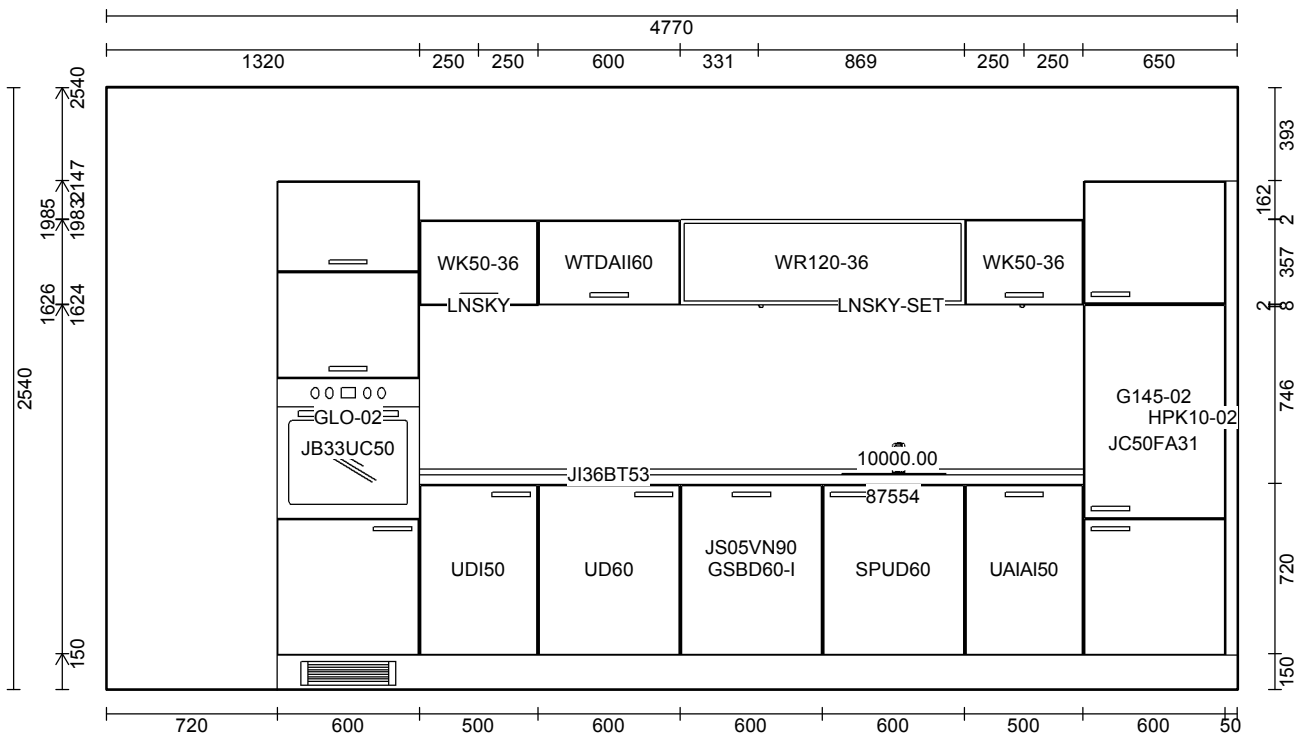 4770
1320 250 250 600 331 869 250 250 650
2540
2147
1983
1985
1624
1626
2540
150
393
162
2
357
8
2
746
720
150
WK50-36
WTDAII60
WR120-36
WK50-36
LNSKY
LNSKY-SET
GLO-02
JB33UC50
G145-02
HPK10-02
JC50FA31
10000.00
JI36BT53
87554
UDI50
UD60
JS05VN90
GSBD60-I
SPUD60
UAIAI50
720 600 500 600 600 600 500 600 50